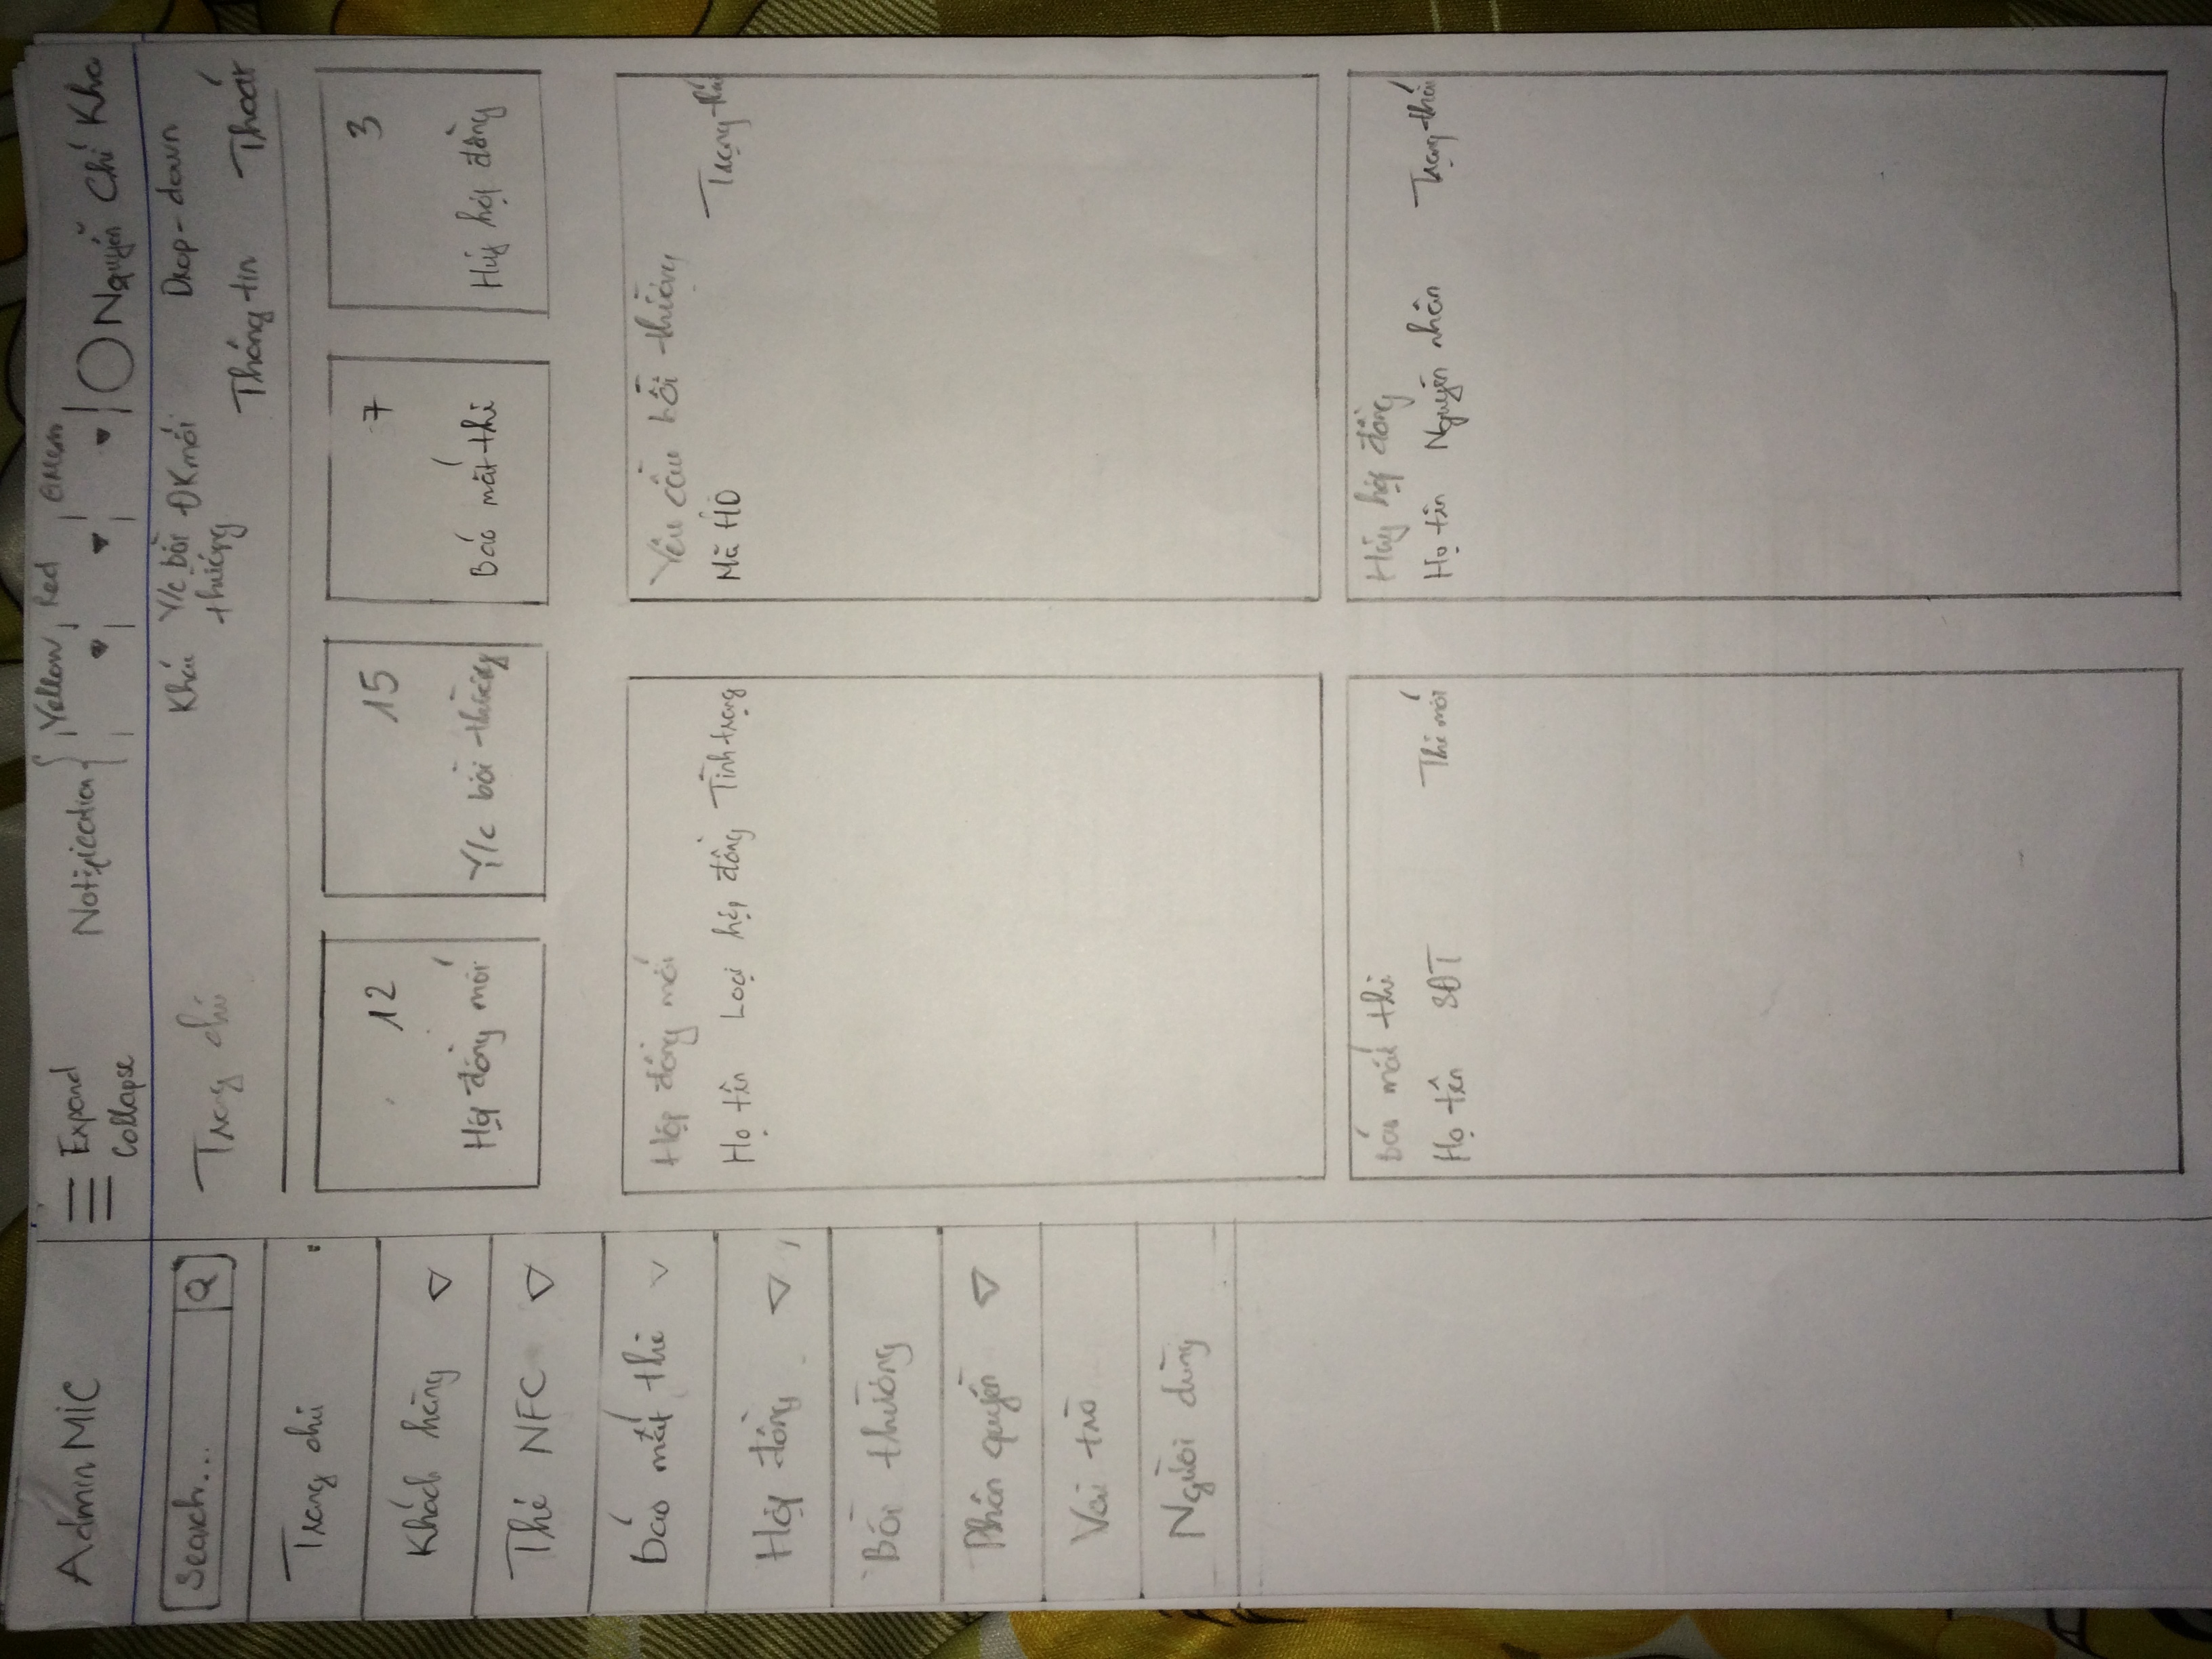 Admin MIC
Expand
Collapse
Notification
Yellow
Red
Green
Nguyễn Chí Kha
Search...
Trang chủ
Khác
Y/c bồi thường
ĐK mới
Drop-down
Thông tin
Thoát
Trang chủ
Khách hàng
Thẻ NFC
Báo mất thẻ
Hợp đồng
Bồi thường
Phân quyền
Vai trò
Người dùng
12
Hợp đồng mới
15
Y/c bồi thường
7
Báo mất thẻ
3
Hủy hợp đồng
Hợp đồng mới
Họ tên Loại hợp đồng Tình trạng
Yêu cầu bồi thường
Mã HĐ Trạng thái
Báo mất thẻ
Họ tên SĐT Thẻ mới
Hủy hợp đồng
Họ tên Nguyên nhân Trạng thái